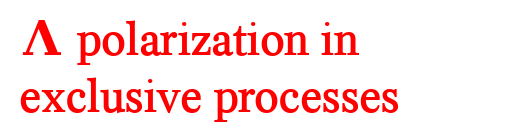 Λ polarization in
exclusive processes